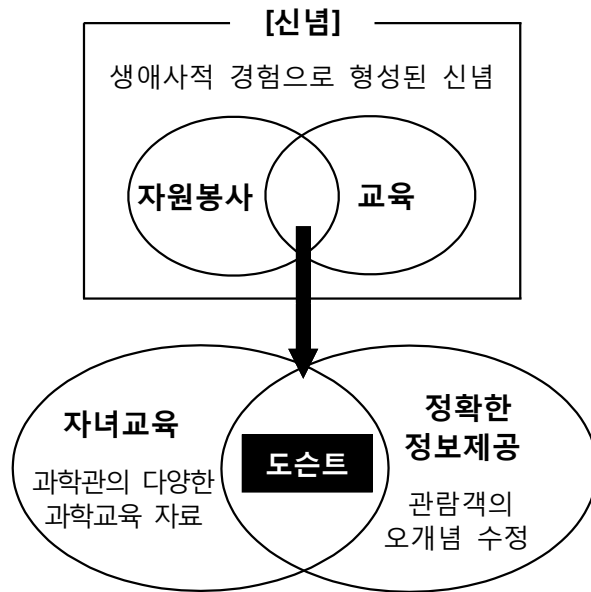 [신념]
생애사적 경험으로 형성된 신념
자원봉사
교육
자녀교육
과학관의 다양한
과학교육 자료
도슨트
정확한
정보제공
관람객의
오개념 수정